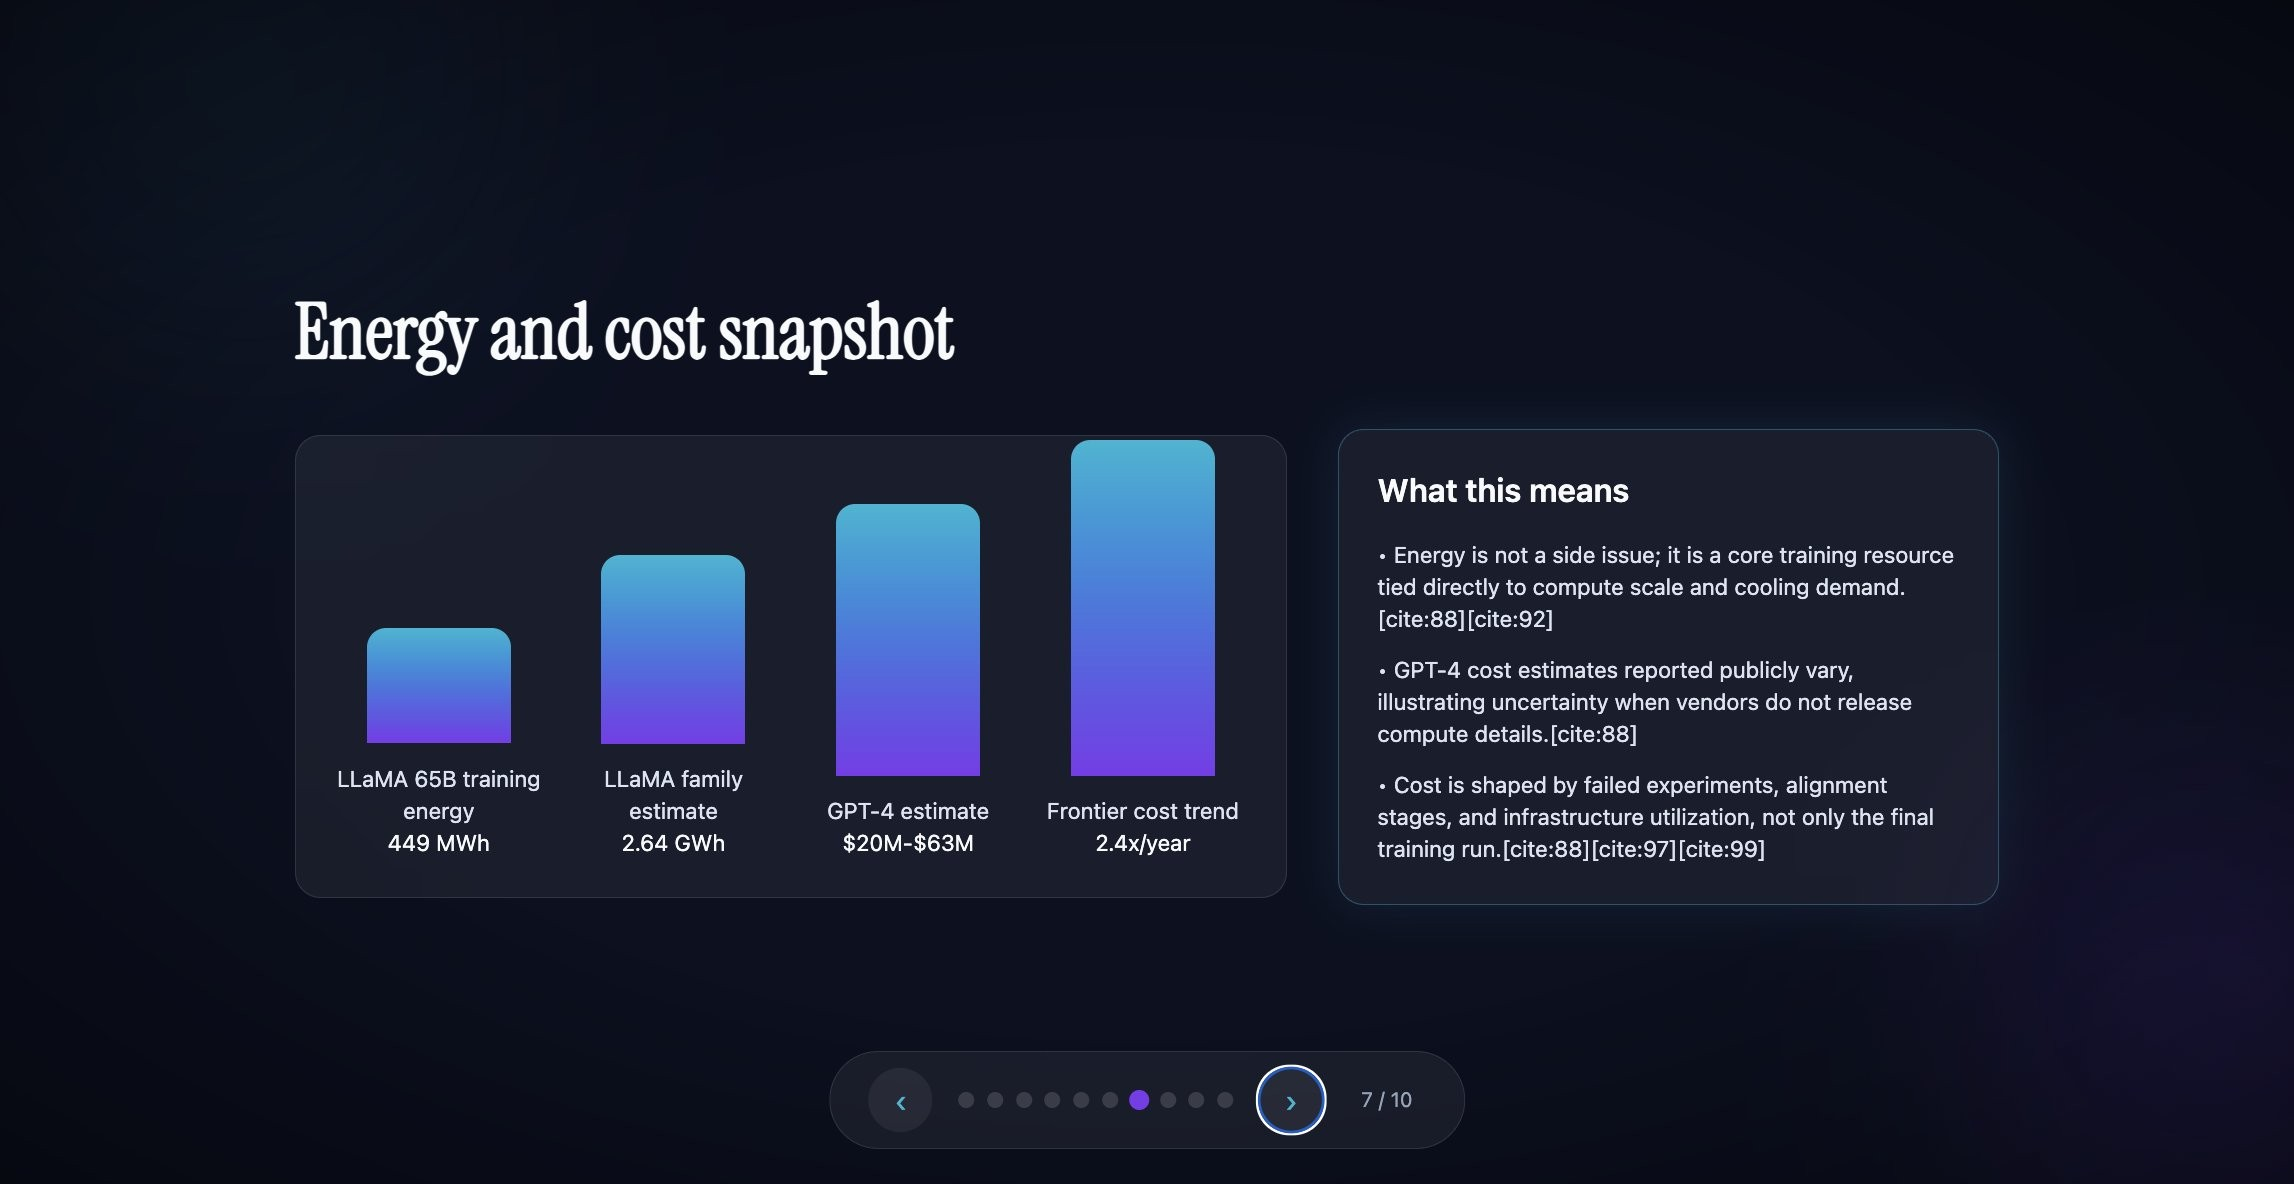 Energy and cost snapshot
LLaMA 65B training
energy
449 MWh
LLaMA family
estimate
2.64 GWh
GPT-4 estimate
$20M-$63M
Frontier cost trend
2.4x/year
What this means
• Energy is not a side issue; it is a core training resource
tied directly to compute scale and cooling demand.
[cite:88][cite:92]
• GPT-4 cost estimates reported publicly vary,
illustrating uncertainty when vendors do not release
compute details.[cite:88]
• Cost is shaped by failed experiments, alignment
stages, and infrastructure utilization, not only the final
training run.[cite:88][cite:97][cite:99]
‹ › 7 / 10